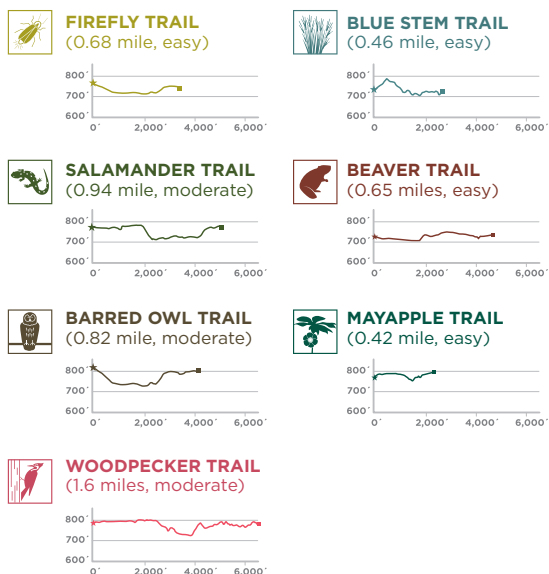 FIREFLY TRAIL
(0.68 mile, easy)
800´
700´
600´
0´ 2,000´ 4,000´ 6,000´
BLUE STEM TRAIL
(0.46 mile, easy)
800´
700´
600´
0´ 2,000´ 4,000´ 6,000´
SALAMANDER TRAIL
(0.94 mile, moderate)
800´
700´
600´
0´ 2,000´ 4,000´ 6,000´
BEAVER TRAIL
(0.65 miles, easy)
800´
700´
600´
0´ 2,000´ 4,000´ 6,000´
BARRED OWL TRAIL
(0.82 mile, moderate)
800´
700´
600´
0´ 2,000´ 4,000´ 6,000´
MAYAPPLE TRAIL
(0.42 mile, easy)
800´
700´
600´
0´ 2,000´ 4,000´ 6,000´
WOODPECKER TRAIL
(1.6 miles, moderate)
800´
700´
600´
0´ 2,000´ 4,000´ 6,000´